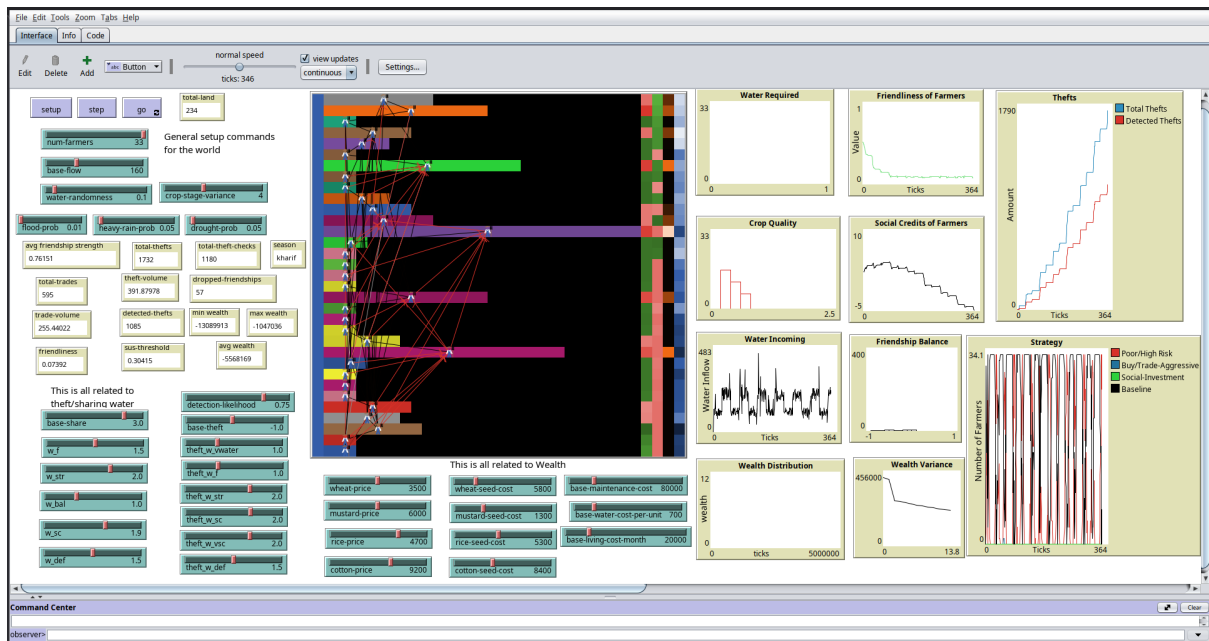 File Edit Tools Zoom Tabs Help
Interface Info Code
Edit Delete Add abc Button normal speed ticks: 346 view updates continuous Settings...
setup step go
total-land
234
num-farmers 33
General setup commands
for the world
base-flow 160
water-randomness 0.1
crop-stage-variance 4
flood-prob 0.01
heavy-rain-prob 0.05
drought-prob 0.05
avg friendship strength
0.76151
total-thefts
1732
total-theft-checks
1180
season
kharif
total-trades
595
theft-volume
391.87978
dropped-friendships
57
trade-volume
255.44022
detected-thefts
1085
min wealth
-13089913
max wealth
-1047036
friendliness
0.07392
sus-threshold
0.30415
avg wealth
-5568169
This is all related to
theft/sharing water
base-share 3.0
w_f 1.5
w_str 2.0
w_bal 1.0
w_sc 1.9
w_def 1.5
detection-likelihood 0.75
base-theft -1.0
theft_w_vwater 1.0
theft_w_f 1.0
theft_w_str 2.0
theft_w_sc 2.0
theft_w_vsc 2.0
theft_w_def 1.5
This is all related to Wealth
wheat-price 3500
mustard-price 6000
rice-price 4700
cotton-price 9200
wheat-seed-cost 5800
mustard-seed-cost 1300
rice-seed-cost 5300
cotton-seed-cost 8400
base-maintenance-cost 80000
base-water-cost-per-unit 700
base-living-cost-month 20000
Water Required
33
0
0 1
Friendliness of Farmers
1
Value
0
0 Ticks 364
Thefts
1790
Amount
0
0 Ticks 364
Total Thefts
Detected Thefts
Crop Quality
33
0
0 2.5
Social Credits of Farmers
10
-5
0 364
Water Incoming
483
Water Inflow
0
0 Ticks 364
Friendship Balance
400
0
-1 1
Strategy
34.1
Number of Farmers
0
0 Ticks 364
Poor/High Risk
Buy/Trade-Aggressive
Social-Investment
Baseline
Wealth Distribution
12
wealth
0
0 ticks 5000000
Wealth Variance
456000
0
0 13.8
Command Center
Clear
observer>